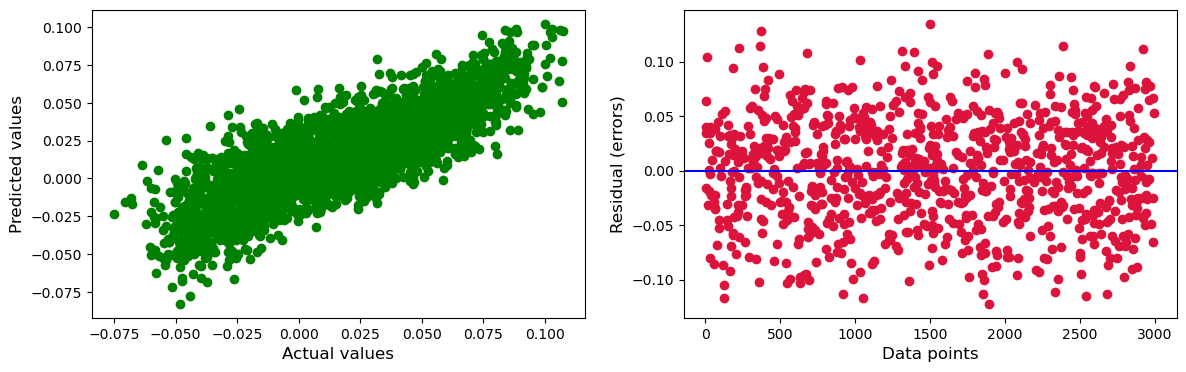 Predicted values
0.100
0.075
0.050
0.025
0.000
−0.025
−0.050
−0.075
−0.075 −0.050 −0.025 0.000 0.025 0.050 0.075 0.100
Actual values
Residual (errors)
0.10
0.05
0.00
−0.05
−0.10
0 500 1000 1500 2000 2500 3000
Data points